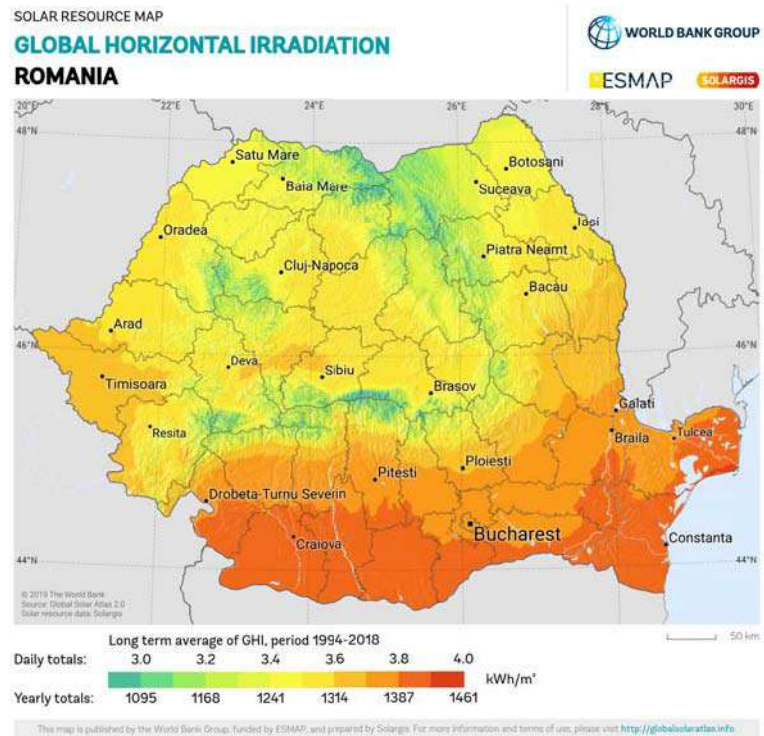 SOLAR RESOURCE MAP
GLOBAL HORIZONTAL IRRADIATION
ROMANIA
WORLD BANK GROUP
ESMAP
SOLARGIS
20°E 22°E 24°E 26°E 28°E 30°E
48°N 48°N
Satu Mare
Botosani
Baia Mare
Suceava
Iasi
Oradea
Piatra Neamt
Cluj-Napoca
Bacau
Arad
46°N 46°N
Deva
Sibiu
Timisoara
Brasov
Galati
Resita
Braila
Tulcea
Ploiesti
Pitesti
Drobeta-Turnu Severin
Bucharest
Craiova
Constanta
44°N 44°N
© 2019 The World Bank
Source: Global Solar Atlas 2.0
Solar resource data: Solargis
50 km
Long term average of GHI, period 1994-2018
Daily totals: 3.0 3.2 3.4 3.6 3.8 4.0
kWh/m²
Yearly totals: 1095 1168 1241 1314 1387 1461
This map is published by the World Bank Group, funded by ESMAP, and prepared by Solargis. For more information and terms of use, please visit http://globalsolaratlas.info.